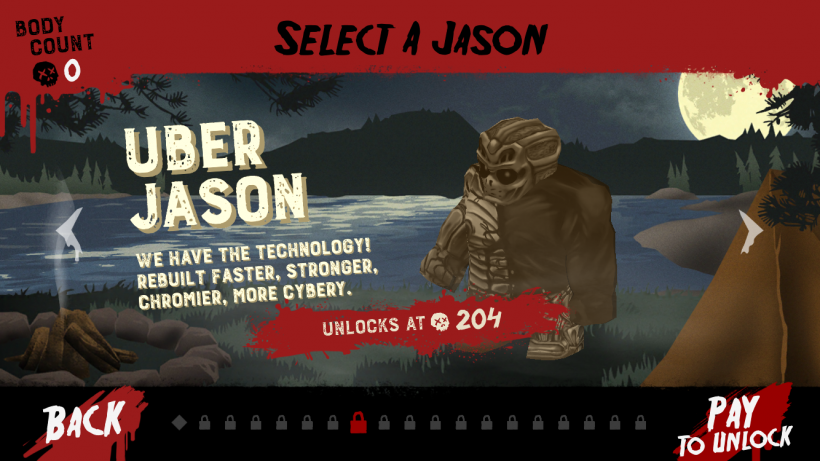 BODY
COUNT
0
SELECT A JASON
UBER
JASON
WE HAVE THE TECHNOLOGY!
REBUILT FASTER, STRONGER,
CHROMIER, MORE CYBERY.
UNLOCKS AT 204
BACK
PAY
TO UNLOCK